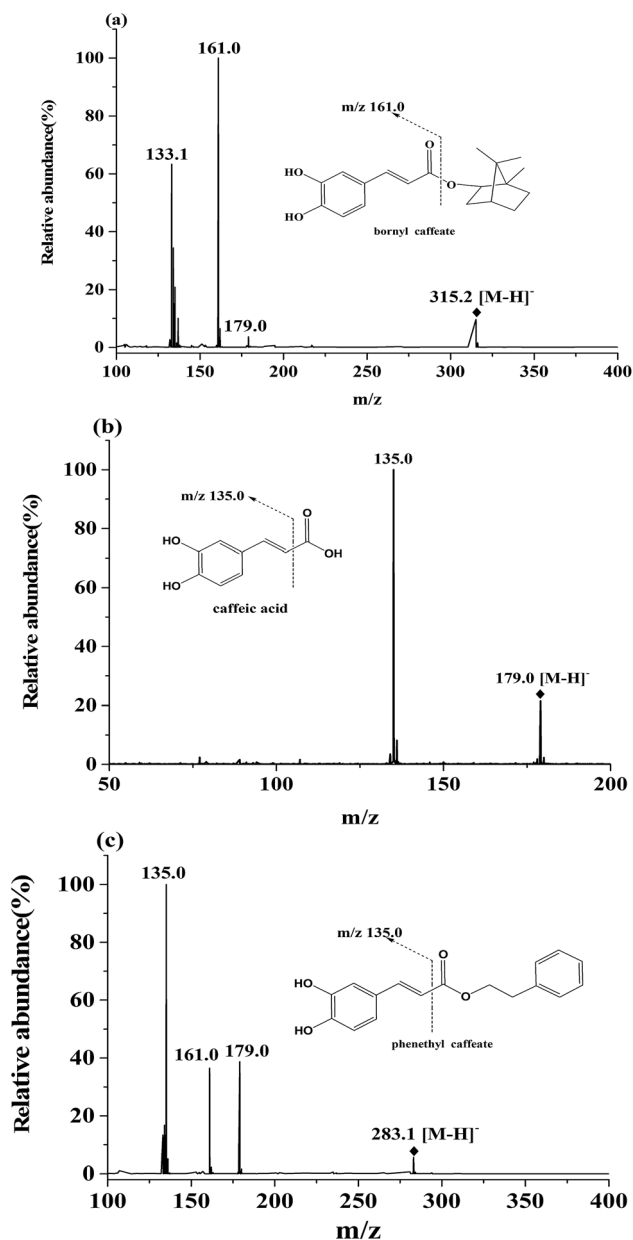 (a)
161.0
133.1
179.0
315.2 [M-H]-
m/z 161.0
O
HO
HO
O
bornyl caffeate
Relative abundance(%)
100
80
60
40
20
0
100 150 200 250 300 350 400
m/z
(b)
135.0
179.0 [M-H]-
m/z 135.0
O
HO
OH
HO
caffeic acid
Relative abundance(%)
100
80
60
40
20
0
50 100 150 200
m/z
(c)
135.0
161.0 179.0
283.1 [M-H]-
m/z 135.0
O
HO
O
HO
phenethyl caffeate
Relative abundance(%)
100
80
60
40
20
0
100 150 200 250 300 350 400
m/z